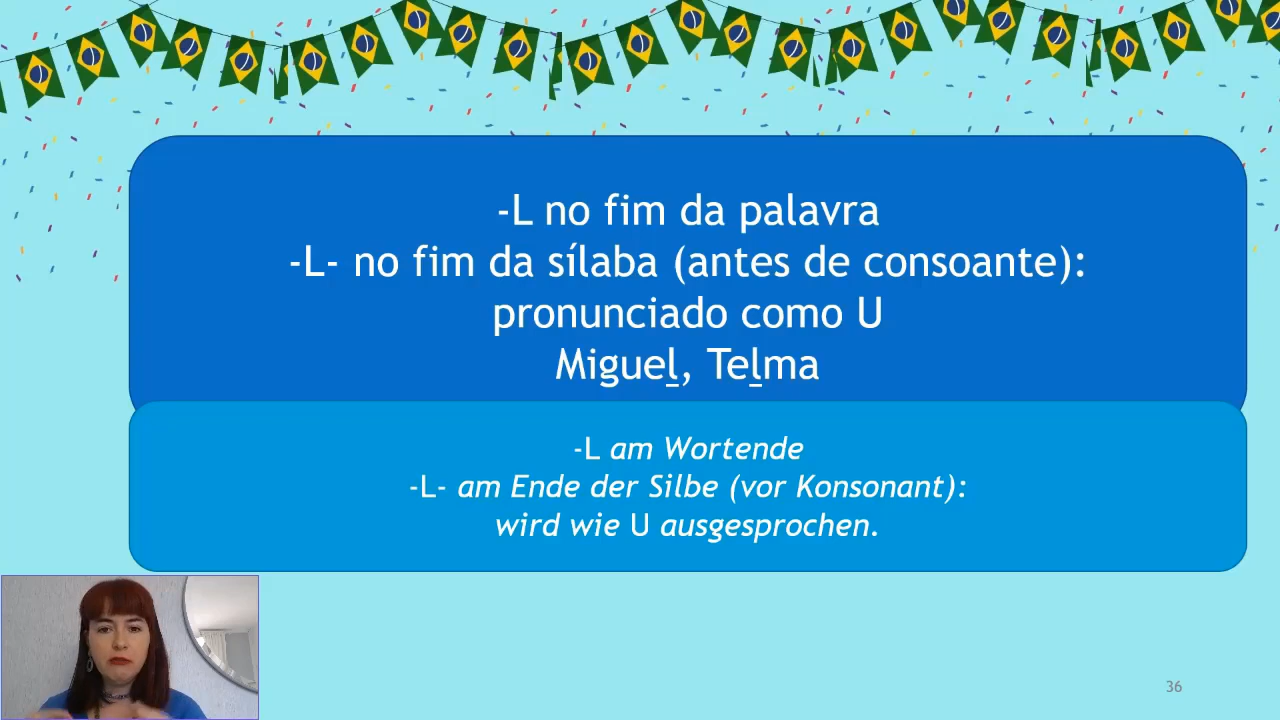 -L no fim da palavra
-L- no fim da sílaba (antes de consoante):
pronunciado como U
Miguel, Telma
-L am Wortende
-L- am Ende der Silbe (vor Konsonant):
wird wie U ausgesprochen.
36